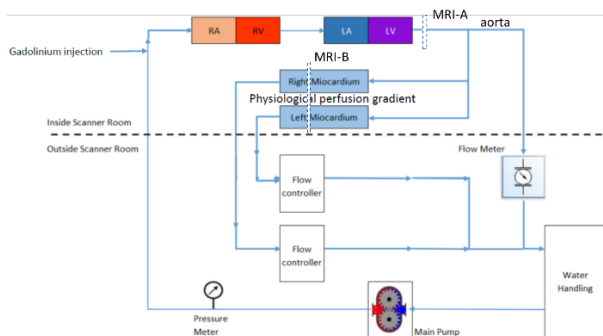 MRI-A
aorta
RA
RV
LA
LV
Gadolinium injection
MRI-B
Right Miocardium
Physiological perfusion gradient
Left Miocardium
Inside Scanner Room
Outside Scanner Room
Flow Meter
Flow
controller
Flow
controller
Water
Handling
Pressure
Meter
Main Pump